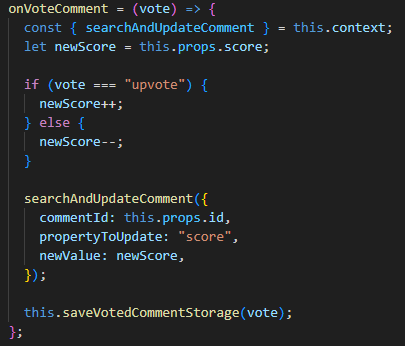 onVoteComment = (vote) => {
  const { searchAndUpdateComment } = this.context;
  let newScore = this.props.score;

  if (vote === "upvote") {
    newScore++;
  } else {
    newScore--;
  }

  searchAndUpdateComment({
    commentId: this.props.id,
    propertyToUpdate: "score",
    newValue: newScore,
  });

  this.saveVotedCommentStorage(vote);
};